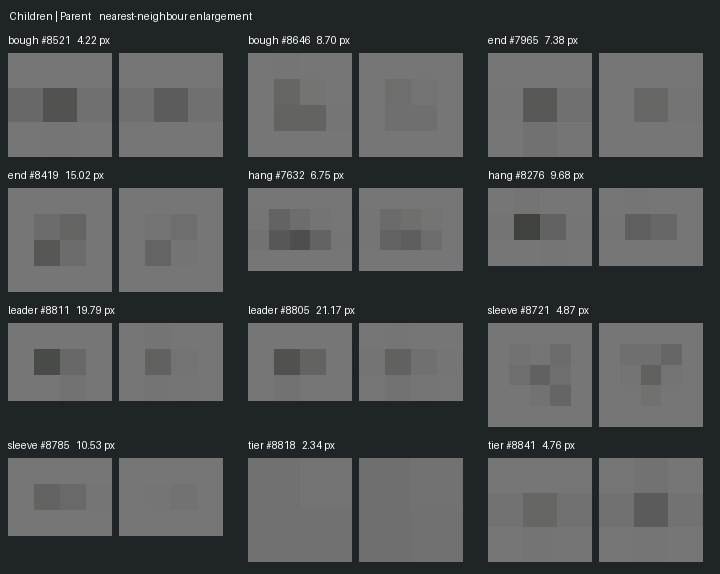 Children | Parent nearest-neighbour enlargement
bough #8521 4.22 px
bough #8646 8.70 px
end #7965 7.38 px
end #8419 15.02 px
hang #7632 6.75 px
hang #8276 9.68 px
leader #8811 19.79 px
leader #8805 21.17 px
sleeve #8721 4.87 px
sleeve #8785 10.53 px
tier #8818 2.34 px
tier #8841 4.76 px